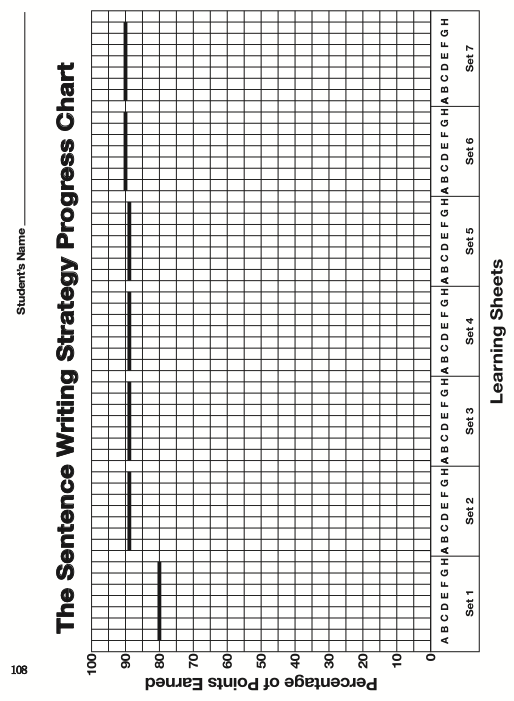 108
Student's Name
The Sentence Writing Strategy Progress Chart
Percentage of Points Earned
100
90
80
70
60
50
40
30
20
10
0
A B C D E F G H A B C D E F G H A B C D E F G H A B C D E F G H A B C D E F G H A B C D E F G H A B C D E F G H
Set 1 Set 2 Set 3 Set 4 Set 5 Set 6 Set 7
Learning Sheets